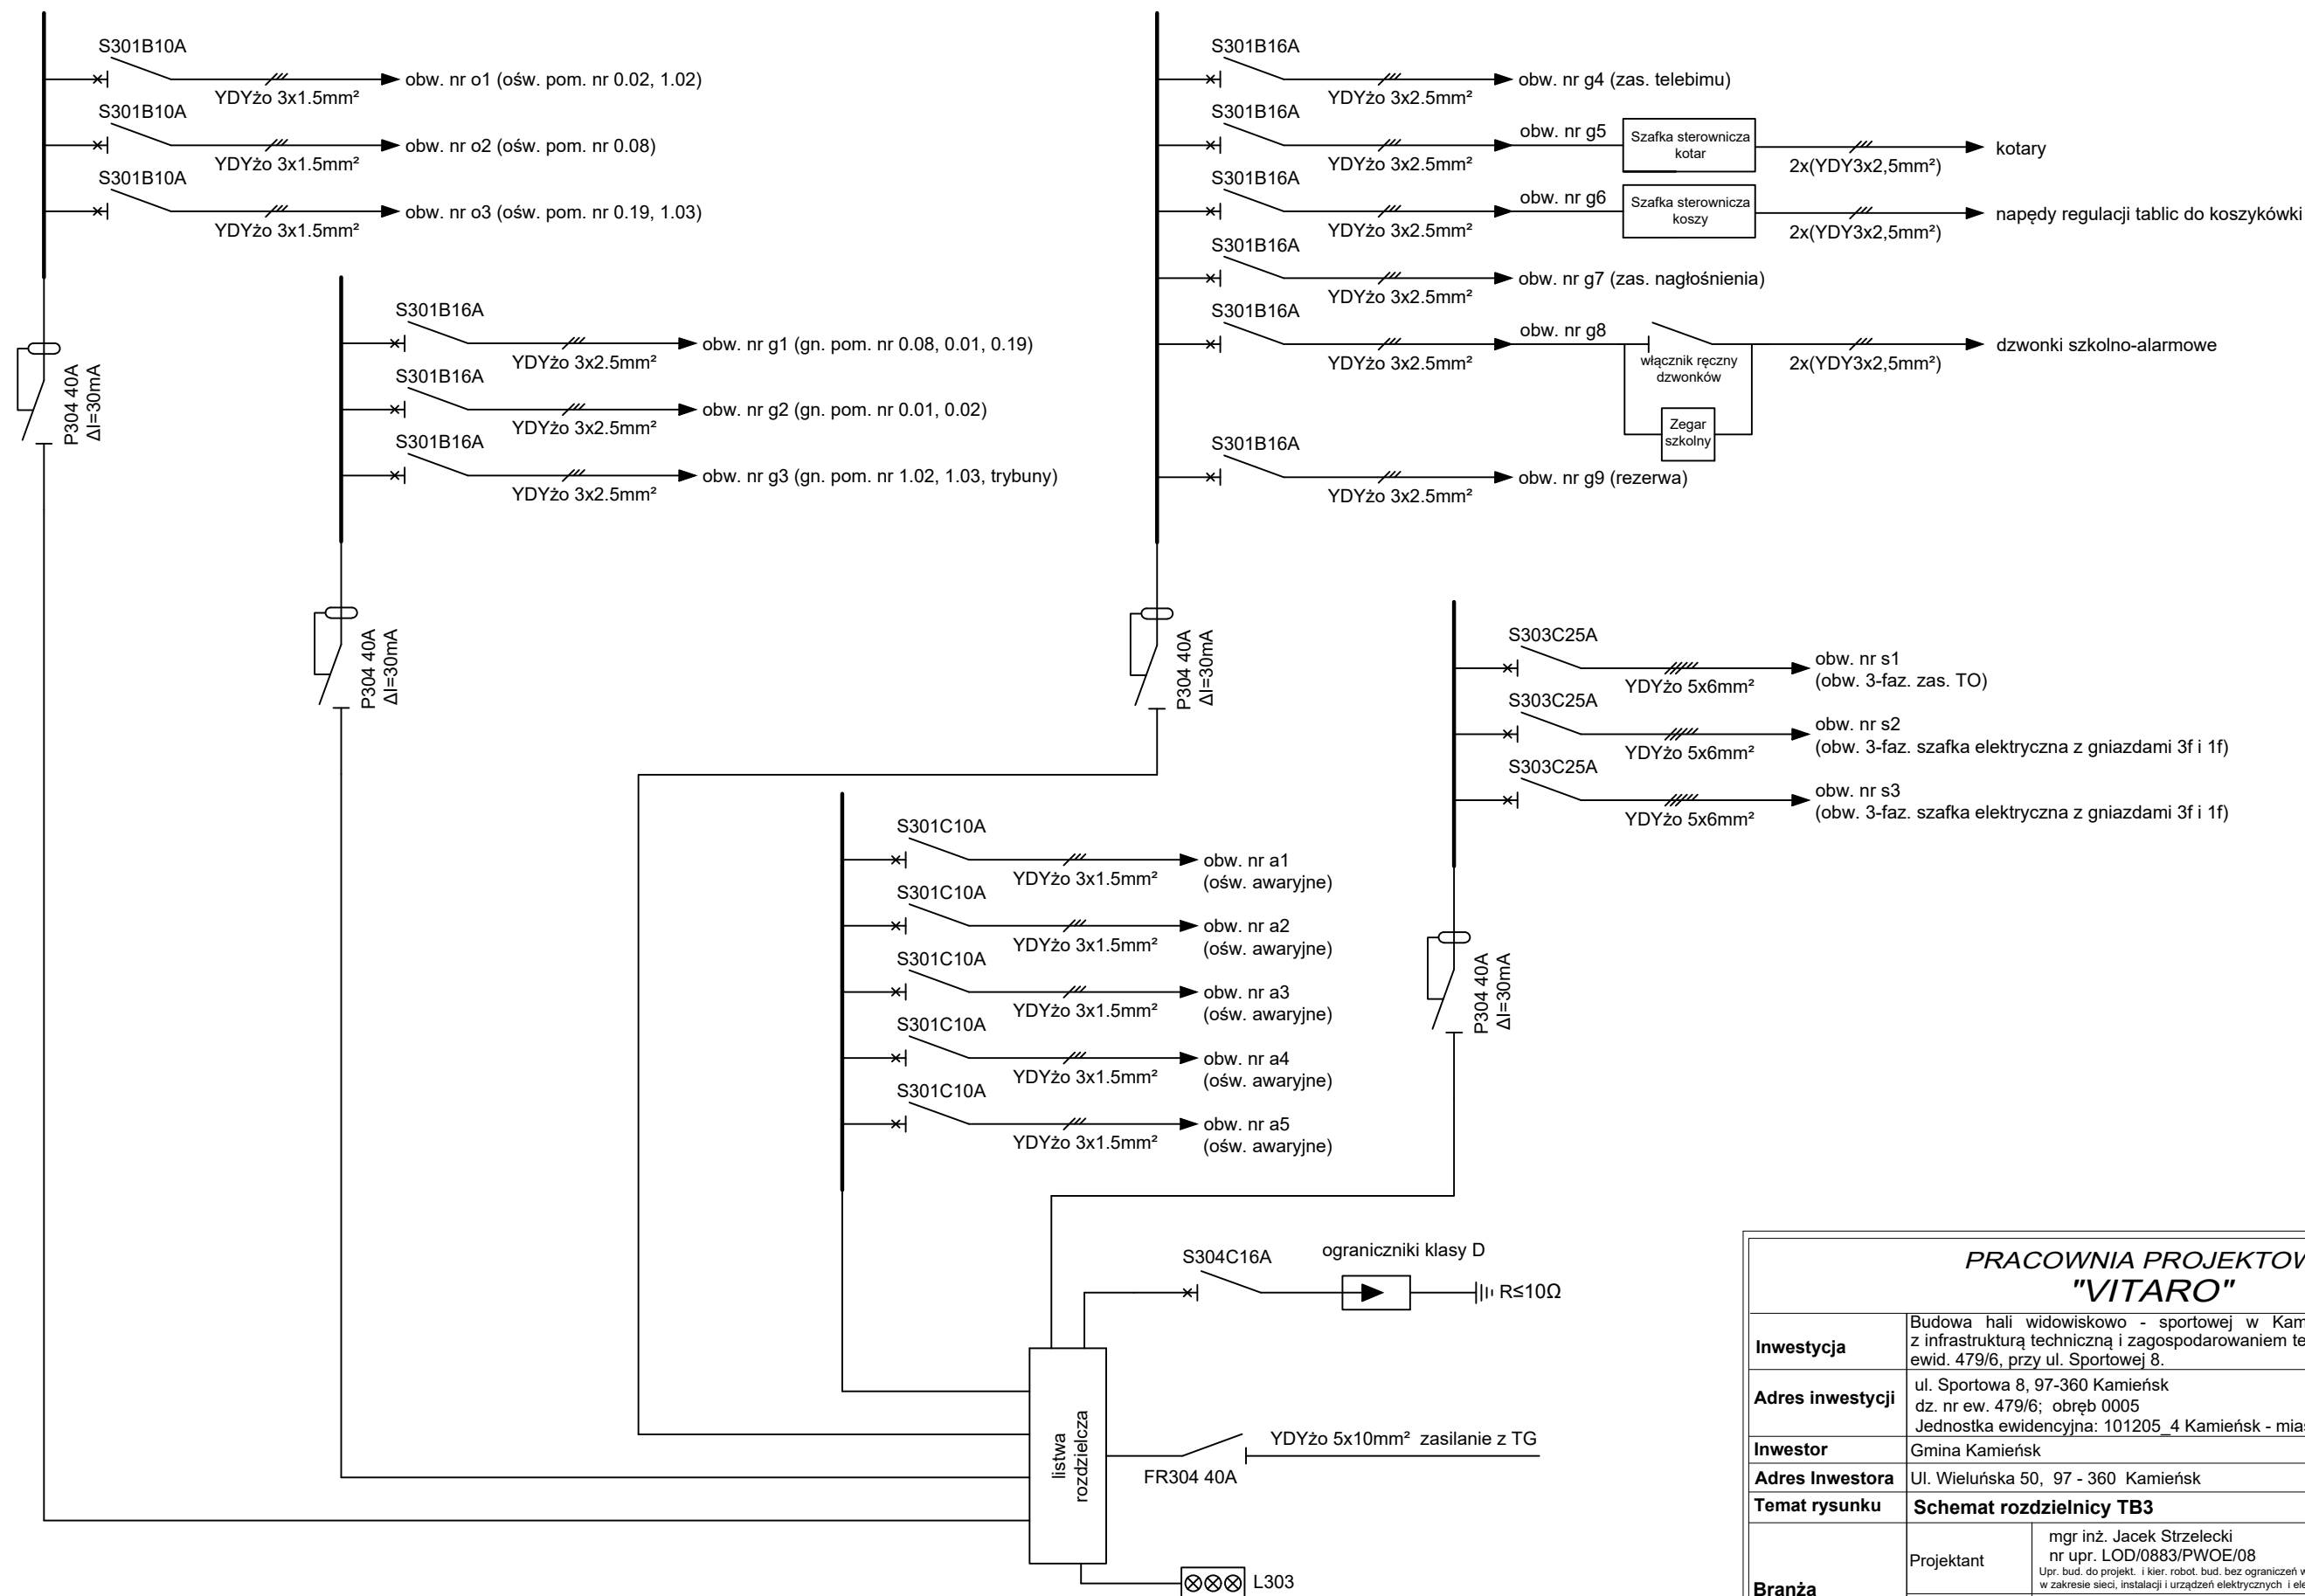 S301B10A
YDYżo 3x1.5mm²
obw. nr o1 (ośw. pom. nr 0.02, 1.02)
S301B10A
YDYżo 3x1.5mm²
obw. nr o2 (ośw. pom. nr 0.08)
S301B10A
YDYżo 3x1.5mm²
obw. nr o3 (ośw. pom. nr 0.19, 1.03)
P304 40A
ΔI=30mA
S301B16A
YDYżo 3x2.5mm²
obw. nr g1 (gn. pom. nr 0.08, 0.01, 0.19)
S301B16A
YDYżo 3x2.5mm²
obw. nr g2 (gn. pom. nr 0.01, 0.02)
S301B16A
YDYżo 3x2.5mm²
obw. nr g3 (gn. pom. nr 1.02, 1.03, trybuny)
P304 40A
ΔI=30mA
S301B16A
YDYżo 3x2.5mm²
obw. nr g4 (zas. telebimu)
S301B16A
YDYżo 3x2.5mm²
obw. nr g5
Szafka sterownicza
kotar
2x(YDY3x2,5mm²)
kotary
S301B16A
YDYżo 3x2.5mm²
obw. nr g6
Szafka sterownicza
koszy
2x(YDY3x2,5mm²)
napędy regulacji tablic do koszykówki
S301B16A
YDYżo 3x2.5mm²
obw. nr g7 (zas. nagłośnienia)
S301B16A
YDYżo 3x2.5mm²
obw. nr g8
włącznik ręczny
dzwonków
Zegar
szkolny
2x(YDY3x2,5mm²)
dzwonki szkolno-alarmowe
S301B16A
YDYżo 3x2.5mm²
obw. nr g9 (rezerwa)
P304 40A
ΔI=30mA
S303C25A
YDYżo 5x6mm²
obw. nr s1
(obw. 3-faz. zas. TO)
S303C25A
YDYżo 5x6mm²
obw. nr s2
(obw. 3-faz. szafka elektryczna z gniazdami 3f i 1f)
S303C25A
YDYżo 5x6mm²
obw. nr s3
(obw. 3-faz. szafka elektryczna z gniazdami 3f i 1f)
P304 40A
ΔI=30mA
S301C10A
YDYżo 3x1.5mm²
obw. nr a1
(ośw. awaryjne)
S301C10A
YDYżo 3x1.5mm²
obw. nr a2
(ośw. awaryjne)
S301C10A
YDYżo 3x1.5mm²
obw. nr a3
(ośw. awaryjne)
S301C10A
YDYżo 3x1.5mm²
obw. nr a4
(ośw. awaryjne)
S301C10A
YDYżo 3x1.5mm²
obw. nr a5
(ośw. awaryjne)
S304C16A
ograniczniki klasy D
R≤10Ω
listwa
rozdzielcza
FR304 40A
YDYżo 5x10mm² zasilanie z TG
L303
PRACOWNIA PROJEKTOW
"VITARO"
Inwestycja
Budowa hali widowiskowo - sportowej w Kam
z infrastrukturą techniczną i zagospodarowaniem te
ewid. 479/6, przy ul. Sportowej 8.
Adres inwestycji
ul. Sportowa 8, 97-360 Kamieńsk
dz. nr ew. 479/6; obręb 0005
Jednostka ewidencyjna: 101205_4 Kamieńsk - mias
Inwestor
Gmina Kamieńsk
Adres Inwestora
Ul. Wieluńska 50, 97 - 360 Kamieńsk
Temat rysunku
Schemat rozdzielnicy TB3
Branża
Projektant
mgr inż. Jacek Strzelecki
nr upr. LOD/0883/PWOE/08
Upr. bud. do projekt. i kier. robot. bud. bez ograniczeń w
w zakresie sieci, instalacji i urządzeń elektrycznych i ele